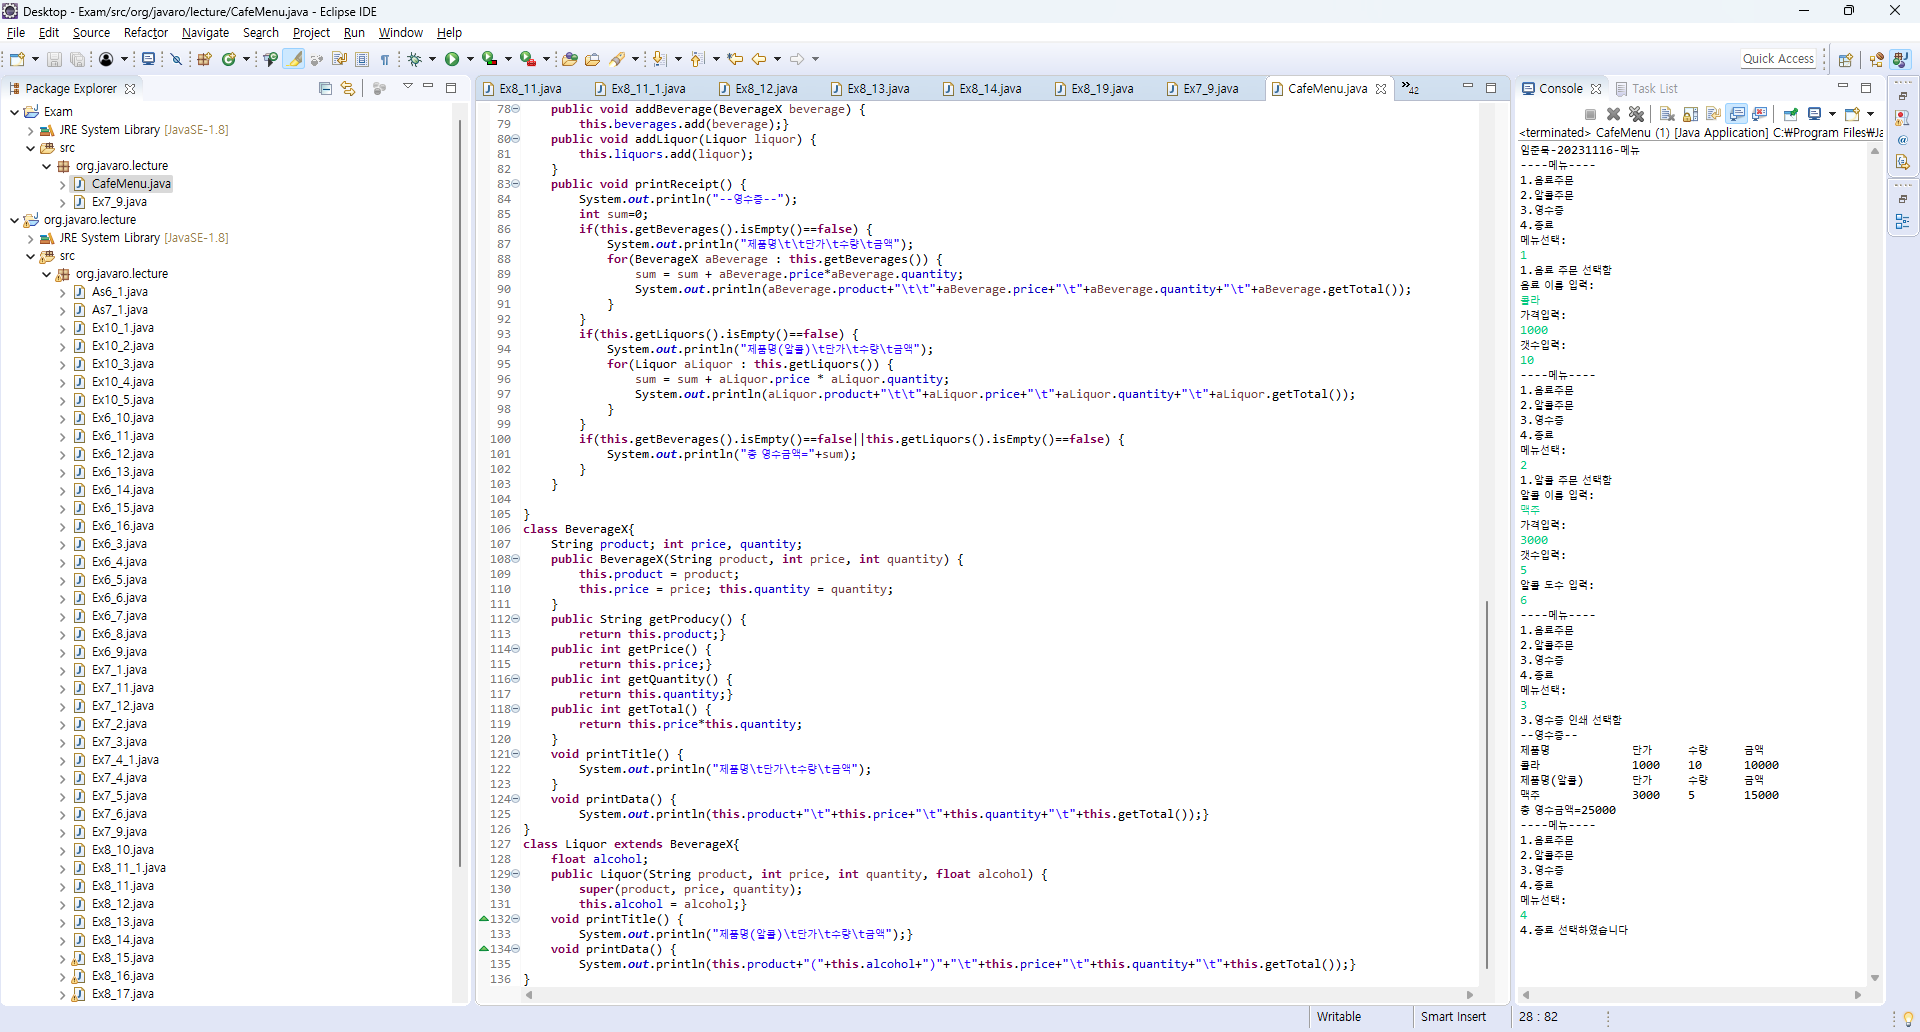 Desktop - Exam/src/org/javaro/lecture/CafeMenu.java - Eclipse IDE
File Edit Source Refactor Navigate Search Project Run Window Help
Quick Access
Package Explorer
Exam
JRE System Library [JavaSE-1.8]
src
org.javaro.lecture
CafeMenu.java
Ex7_9.java
org.javaro.lecture
JRE System Library [JavaSE-1.8]
src
org.javaro.lecture
As6_1.java
As7_1.java
Ex10_1.java
Ex10_2.java
Ex10_3.java
Ex10_4.java
Ex10_5.java
Ex6_10.java
Ex6_11.java
Ex6_12.java
Ex6_13.java
Ex6_14.java
Ex6_15.java
Ex6_16.java
Ex6_3.java
Ex6_4.java
Ex6_5.java
Ex6_6.java
Ex6_7.java
Ex6_8.java
Ex6_9.java
Ex7_1.java
Ex7_11.java
Ex7_12.java
Ex7_2.java
Ex7_3.java
Ex7_4_1.java
Ex7_4.java
Ex7_5.java
Ex7_6.java
Ex7_9.java
Ex8_10.java
Ex8_11_1.java
Ex8_11.java
Ex8_12.java
Ex8_13.java
Ex8_14.java
Ex8_15.java
Ex8_16.java
Ex8_17.java
Ex8_11.java Ex8_11_1.java Ex8_12.java Ex8_13.java Ex8_14.java Ex8_19.java Ex7_9.java CafeMenu.java »42
78 public void addBeverage(BeverageX beverage) {
79 this.beverages.add(beverage);}
80 public void addLiquor(Liquor liquor) {
81 this.liquors.add(liquor);
82 }
83 public void printReceipt() {
84 System.out.println("--영수증--");
85 int sum=0;
86 if(this.getBeverages().isEmpty()==false) {
87 System.out.println("제품명\t\t단가\t수량\t금액");
88 for(BeverageX aBeverage : this.getBeverages()) {
89 sum = sum + aBeverage.price*aBeverage.quantity;
90 System.out.println(aBeverage.product+"\t\t"+aBeverage.price+"\t"+aBeverage.quantity+"\t"+aBeverage.getTotal());
91 }
92 }
93 if(this.getLiquors().isEmpty()==false) {
94 System.out.println("제품명(알콜)\t단가\t수량\t금액");
95 for(Liquor aLiquor : this.getLiquors()) {
96 sum = sum + aLiquor.price * aLiquor.quantity;
97 System.out.println(aLiquor.product+"\t\t"+aLiquor.price+"\t"+aLiquor.quantity+"\t"+aLiquor.getTotal());
98 }
99 }
100 if(this.getBeverages().isEmpty()==false||this.getLiquors().isEmpty()==false) {
101 System.out.println("총 영수금액="+sum);
102 }
103 }
104
105 }
106 class BeverageX{
107 String product; int price, quantity;
108 public BeverageX(String product, int price, int quantity) {
109 this.product = product;
110 this.price = price; this.quantity = quantity;
111 }
112 public String getProducy() {
113 return this.product;}
114 public int getPrice() {
115 return this.price;}
116 public int getQuantity() {
117 return this.quantity;}
118 public int getTotal() {
119 return this.price*this.quantity;
120 }
121 void printTitle() {
122 System.out.println("제품명\t단가\t수량\t금액");
123 }
124 void printData() {
125 System.out.println(this.product+"\t"+this.price+"\t"+this.quantity+"\t"+this.getTotal());}
126 }
127 class Liquor extends BeverageX{
128 float alcohol;
129 public Liquor(String product, int price, int quantity, float alcohol) {
130 super(product, price, quantity);
131 this.alcohol = alcohol;}
132 void printTitle() {
133 System.out.println("제품명(알콜)\t단가\t수량\t금액");}
134 void printData() {
135 System.out.println(this.product+"("+this.alcohol+")"+"\t"+this.price+"\t"+this.quantity+"\t"+this.getTotal());}
136 }
Console Task List
<terminated> CafeMenu (1) [Java Application] C:₩Program Files₩Ja
임준묵-20231116-메뉴
----메뉴----
1.음료주문
2.알콜주문
3.영수증
4.종료
메뉴선택:
1
1.음료 주문 선택함
음료 이름 입력:
콜라
가격입력:
1000
갯수입력:
10
----메뉴----
1.음료주문
2.알콜주문
3.영수증
4.종료
메뉴선택:
2
1.알콜 주문 선택함
알콜 이름 입력:
맥주
가격입력:
3000
갯수입력:
5
알콜 도수 입력:
6
----메뉴----
1.음료주문
2.알콜주문
3.영수증
4.종료
메뉴선택:
3
3.영수증 인쇄 선택함
--영수증--
제품명 단가 수량 금액
콜라 1000 10 10000
제품명(알콜) 단가 수량 금액
맥주 3000 5 15000
총 영수금액=25000
----메뉴----
1.음료주문
2.알콜주문
3.영수증
4.종료
메뉴선택:
4
4.종료 선택하였습니다
Writable Smart Insert 28 : 82